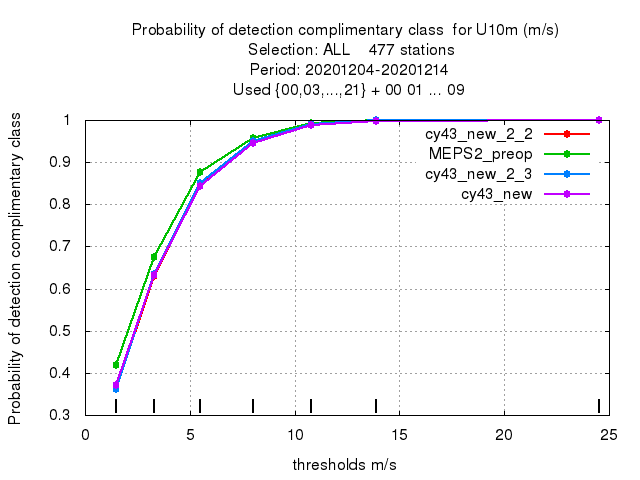 Probability of detection complimentary class  for U10m (m/s)
Selection: ALL    477 stations
Period: 20201204-20201214
Used {00,03,...,21} + 00 01 ... 09
Probability of detection complimentary class
1
0.9
0.8
0.7
0.6
0.5
0.4
0.3
cy43_new_2_2
MEPS2_preop
cy43_new_2_3
cy43_new
0 5 10 15 20 25
thresholds m/s